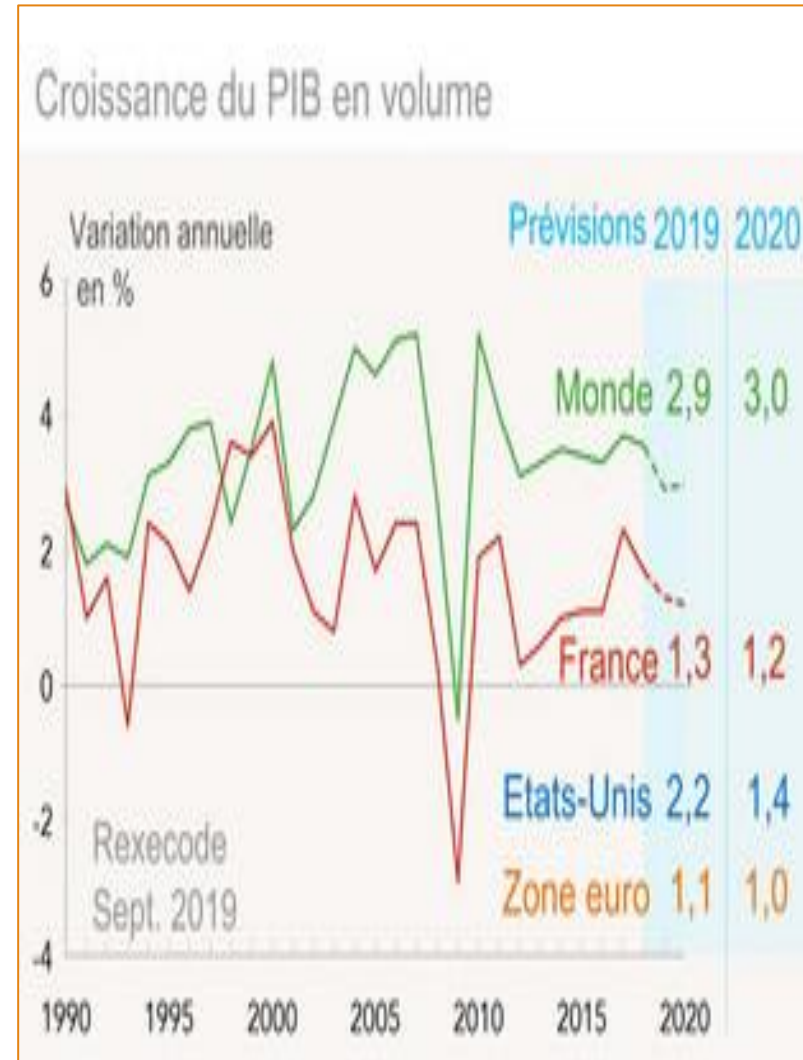 Croissance du PIB en volume
Variation annuelle
en %
Prévisions 2019 2020
6
4
2
0
-2
-4
Monde 2,9 3,0
France 1,3 1,2
Etats-Unis 2,2 1,4
Zone euro 1,1 1,0
Rexecode
Sept. 2019
1990 1995 2000 2005 2010 2015 2020